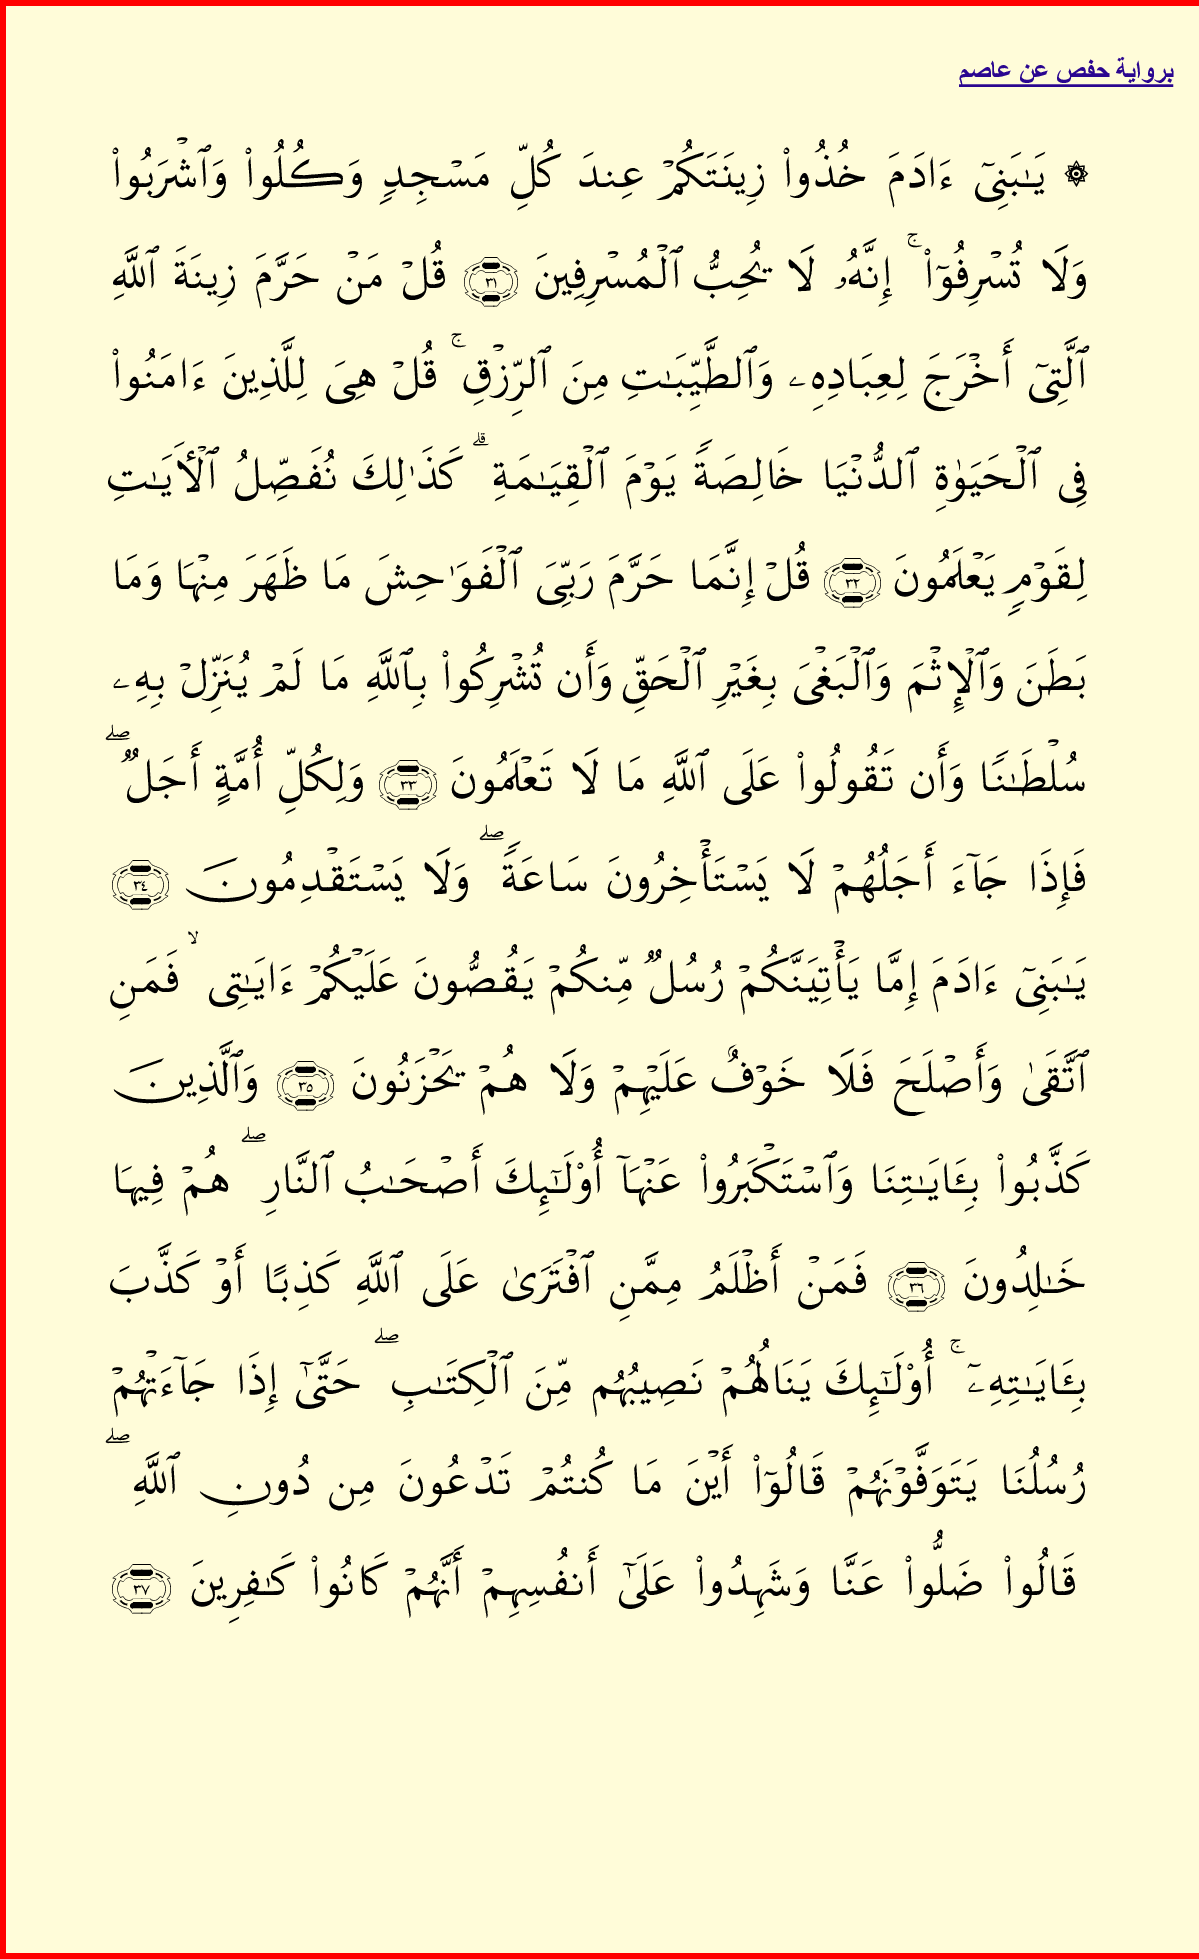 برواية حفص عن عاصم
۞ يَـٰبَنِىٓ ءَادَمَ خُذُوا۟ زِينَتَكُمْ عِندَ كُلِّ مَسْجِدٍۢ وَكُلُوا۟ وَٱشْرَبُوا۟
وَلَا تُسْرِفُوٓا۟ ۚ إِنَّهُۥ لَا يُحِبُّ ٱلْمُسْرِفِينَ ٣١ قُلْ مَنْ حَرَّمَ زِينَةَ ٱللَّهِ
ٱلَّتِىٓ أَخْرَجَ لِعِبَادِهِۦ وَٱلطَّيِّبَـٰتِ مِنَ ٱلرِّزْقِ ۚ قُلْ هِىَ لِلَّذِينَ ءَامَنُوا۟
فِى ٱلْحَيَوٰةِ ٱلدُّنْيَا خَالِصَةًۭ يَوْمَ ٱلْقِيَـٰمَةِ ۗ كَذَٰلِكَ نُفَصِّلُ ٱلْـَٔايَـٰتِ
لِقَوْمٍۢ يَعْلَمُونَ ٣٢ قُلْ إِنَّمَا حَرَّمَ رَبِّىَ ٱلْفَوَٰحِشَ مَا ظَهَرَ مِنْهَا وَمَا
بَطَنَ وَٱلْإِثْمَ وَٱلْبَغْىَ بِغَيْرِ ٱلْحَقِّ وَأَن تُشْرِكُوا۟ بِٱللَّهِ مَا لَمْ يُنَزِّلْ بِهِۦ
سُلْطَـٰنًۭا وَأَن تَقُولُوا۟ عَلَى ٱللَّهِ مَا لَا تَعْلَمُونَ ٣٣ وَلِكُلِّ أُمَّةٍ أَجَلٌۭ ۖ
فَإِذَا جَآءَ أَجَلُهُمْ لَا يَسْتَأْخِرُونَ سَاعَةًۭ ۖ وَلَا يَسْتَقْدِمُونَ ٣٤
يَـٰبَنِىٓ ءَادَمَ إِمَّا يَأْتِيَنَّكُمْ رُسُلٌۭ مِّنكُمْ يَقُصُّونَ عَلَيْكُمْ ءَايَـٰتِى ۙ فَمَنِ
ٱتَّقَىٰ وَأَصْلَحَ فَلَا خَوْفٌ عَلَيْهِمْ وَلَا هُمْ يَحْزَنُونَ ٣٥ وَٱلَّذِينَ
كَذَّبُوا۟ بِـَٔايَـٰتِنَا وَٱسْتَكْبَرُوا۟ عَنْهَآ أُو۟لَـٰٓئِكَ أَصْحَـٰبُ ٱلنَّارِ ۖ هُمْ فِيهَا
خَـٰلِدُونَ ٣٦ فَمَنْ أَظْلَمُ مِمَّنِ ٱفْتَرَىٰ عَلَى ٱللَّهِ كَذِبًا أَوْ كَذَّبَ
بِـَٔايَـٰتِهِۦٓ ۚ أُو۟لَـٰٓئِكَ يَنَالُهُمْ نَصِيبُهُم مِّنَ ٱلْكِتَـٰبِ ۖ حَتَّىٰٓ إِذَا جَآءَتْهُمْ
رُسُلُنَا يَتَوَفَّوْنَهُمْ قَالُوٓا۟ أَيْنَ مَا كُنتُمْ تَدْعُونَ مِن دُونِ ٱللَّهِ ۖ
قَالُوا۟ ضَلُّوا۟ عَنَّا وَشَهِدُوا۟ عَلَىٰٓ أَنفُسِهِمْ أَنَّهُمْ كَانُوا۟ كَـٰفِرِينَ ٣٧